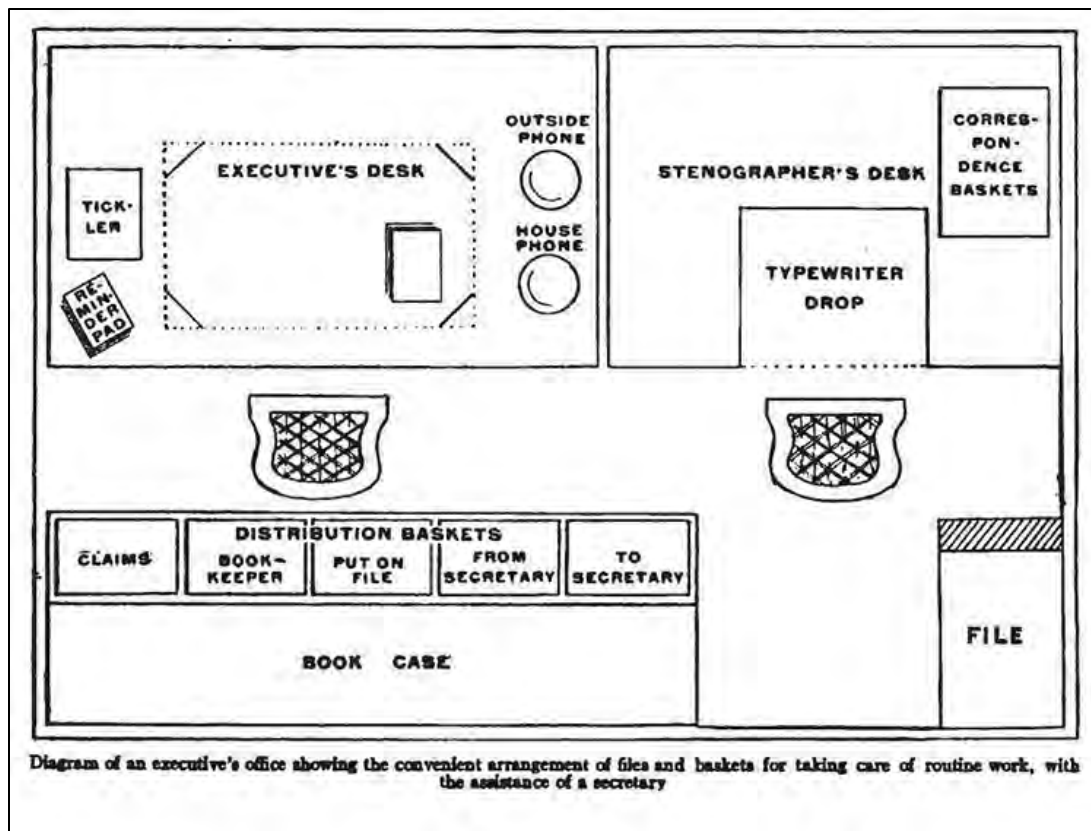 OUTSIDE
PHONE
EXECUTIVE'S DESK
TICK-
LER
HOUSE
PHONE
RE-
MIN-
DER
PAD
STENOGRAPHER'S DESK
CORRES-
PON-
DENCE
BASKETS
TYPEWRITER
DROP
DISTRIBUTION BASKETS
CLAIMS
BOOK-
KEEPER
PUT ON
FILE
FROM
SECRETARY
TO
SECRETARY
BOOK CASE
FILE
Diagram of an executive's office showing the convenient arrangement of files and baskets for taking care of routine work, with
the assistance of a secretary